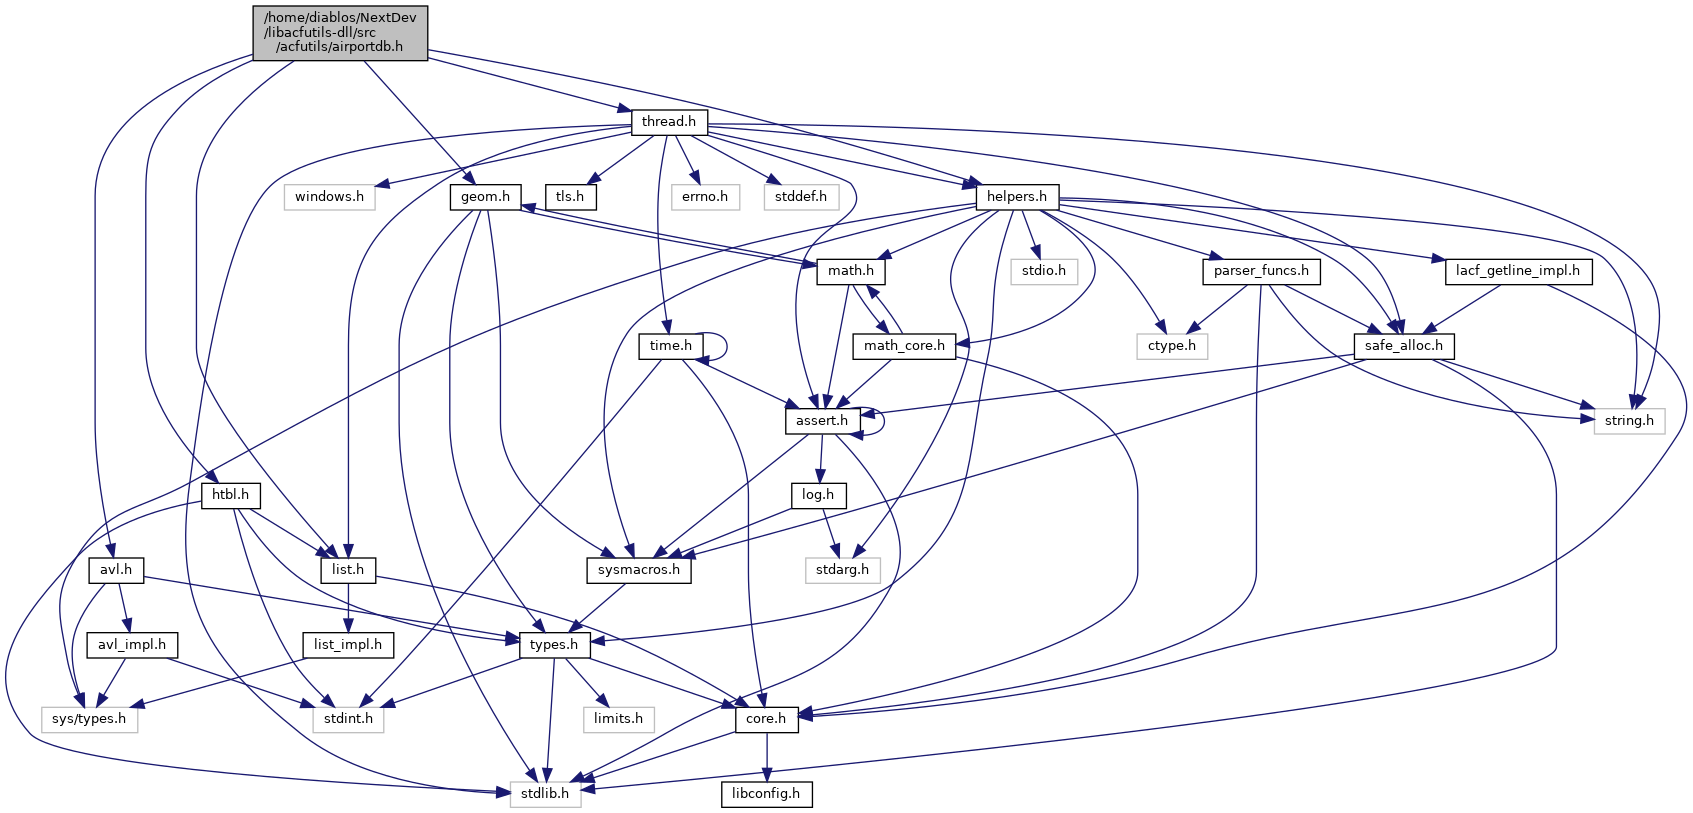 /home/diablos/NextDev
/libacfutils-dll/src
/acfutils/airportdb.h
thread.h
windows.h
geom.h
tls.h
errno.h
stddef.h
helpers.h
math.h
stdio.h
parser_funcs.h
lacf_getline_impl.h
time.h
math_core.h
ctype.h
safe_alloc.h
assert.h
string.h
htbl.h
log.h
avl.h
list.h
sysmacros.h
stdarg.h
avl_impl.h
list_impl.h
types.h
sys/types.h
stdint.h
limits.h
core.h
stdlib.h
libconfig.h